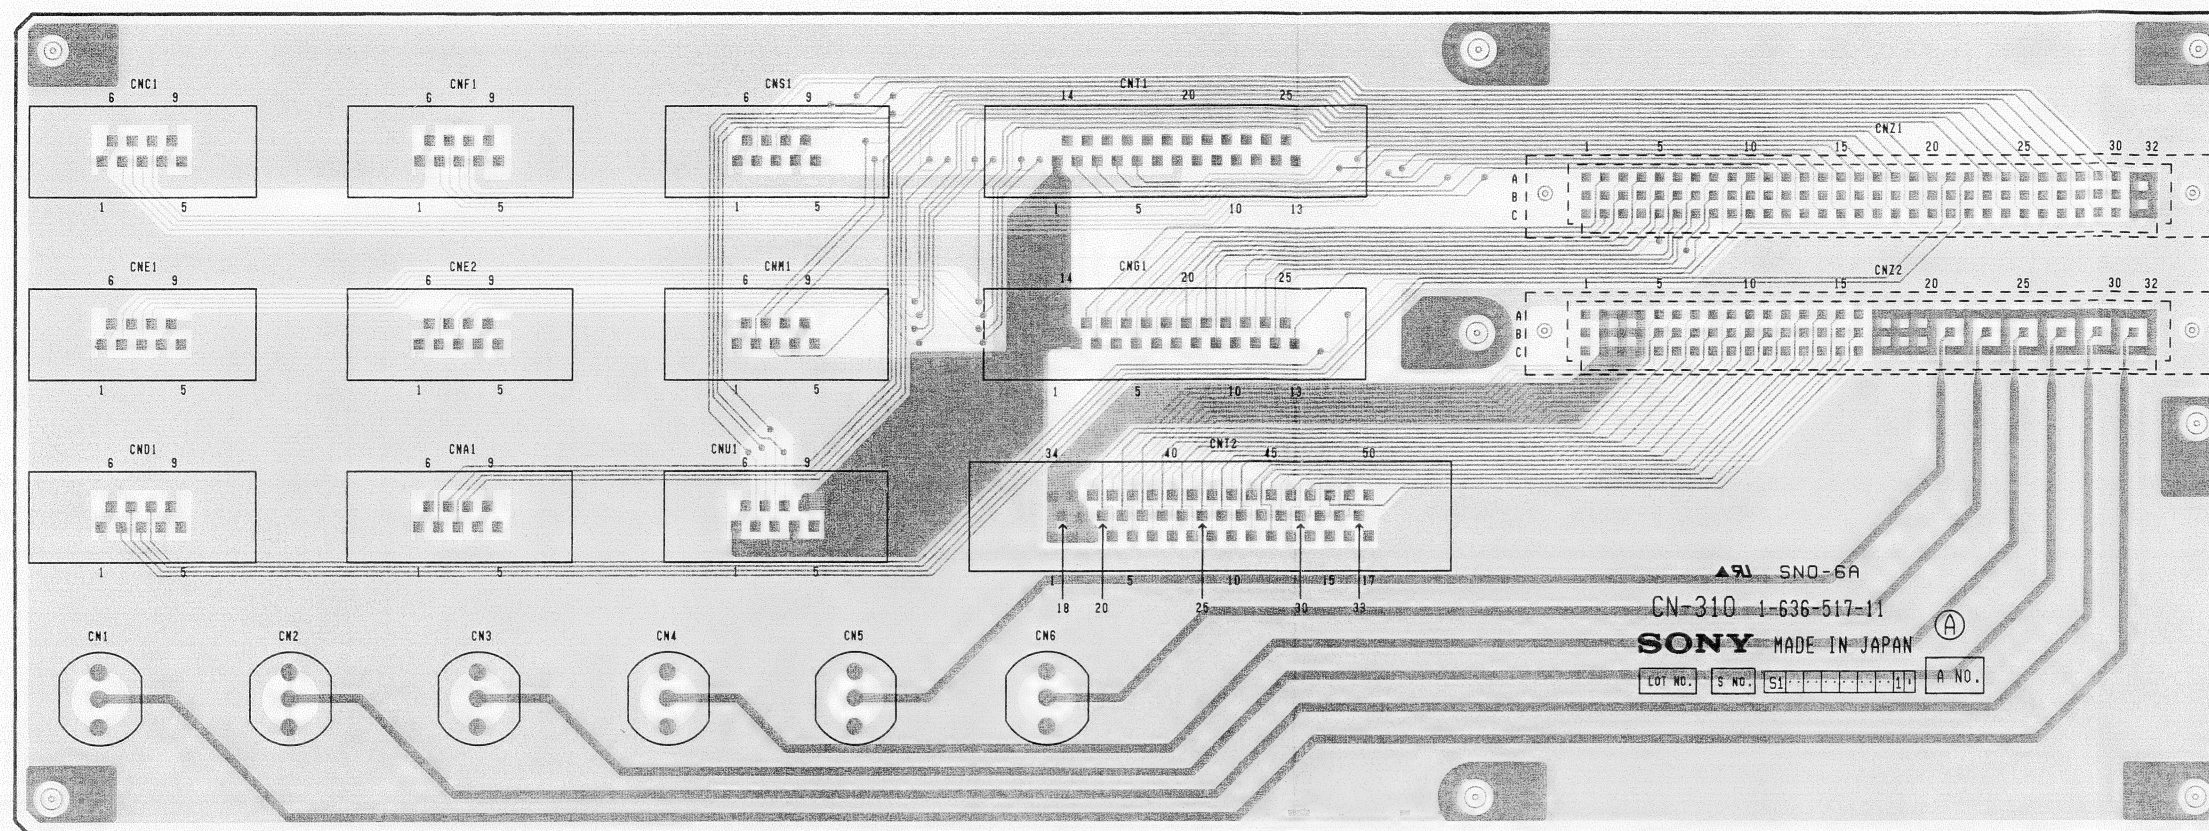 CNC1
6 9
1 5
CNF1
6 9
1 5
CNS1
6 9
1 5
CNT1
14 20 25
1 5 10 13
CNZ1
1 5 10 15 20 25 30 32
A
B
C
CNE1
6 9
1 5
CNE2
6 9
1 5
CNM1
6 9
1 5
CNG1
14 20 25
1 5 10 13
CNZ2
1 5 10 15 20 25 30 32
A
B
C
CND1
6 9
1 5
CNA1
6 9
1 5
CNU1
6 9
1 5
CNT2
34 40 45 50
1 5 10 15 17
18 20 25 30 33
CN1
CN2
CN3
CN4
CN5
CN6
SNO-6A
CN-310 1-636-517-11
SONY MADE IN JAPAN
A
LOT NO. S NO. S1 1 A NO.